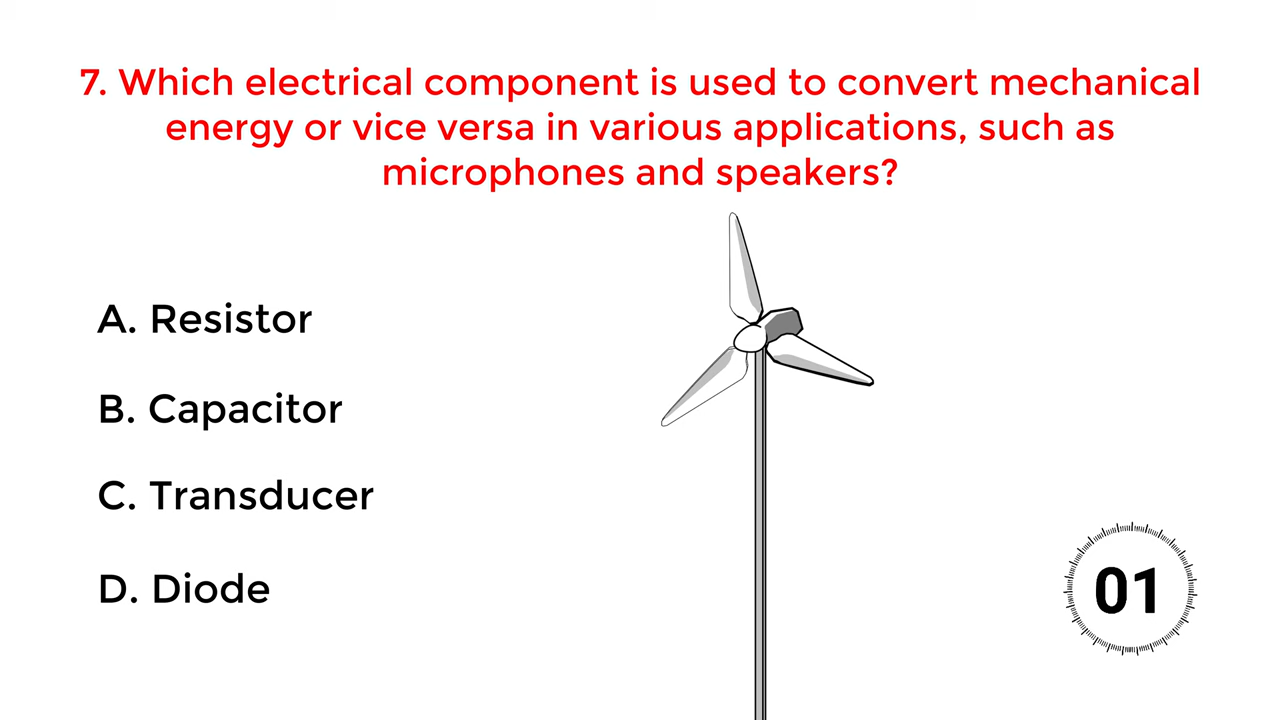 7. Which electrical component is used to convert mechanical
energy or vice versa in various applications, such as
microphones and speakers?
A. Resistor
B. Capacitor
C. Transducer
D. Diode
01